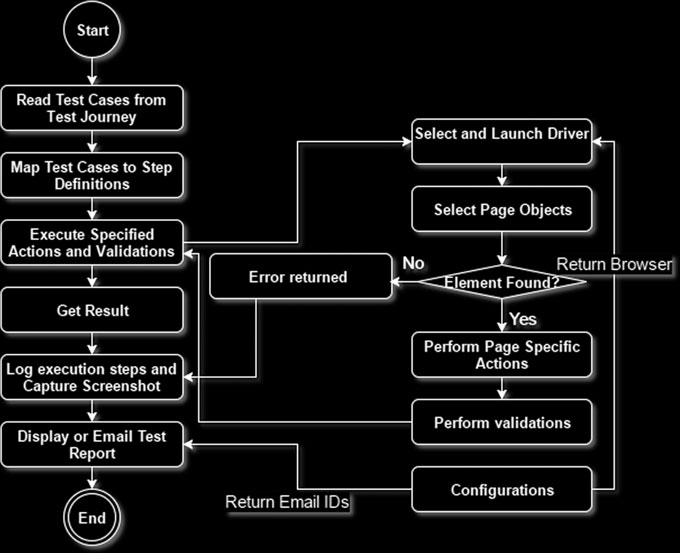 Start
Read Test Cases from
Test Journey
Map Test Cases to Step
Definitions
Execute Specified
Actions and Validations
Get Result
Log execution steps and
Capture Screenshot
Display or Email Test
Report
End
Select and Launch Driver
Select Page Objects
Return Browser
No
Element Found?
Error returned
Yes
Perform Page Specific
Actions
Perform validations
Configurations
Return Email IDs